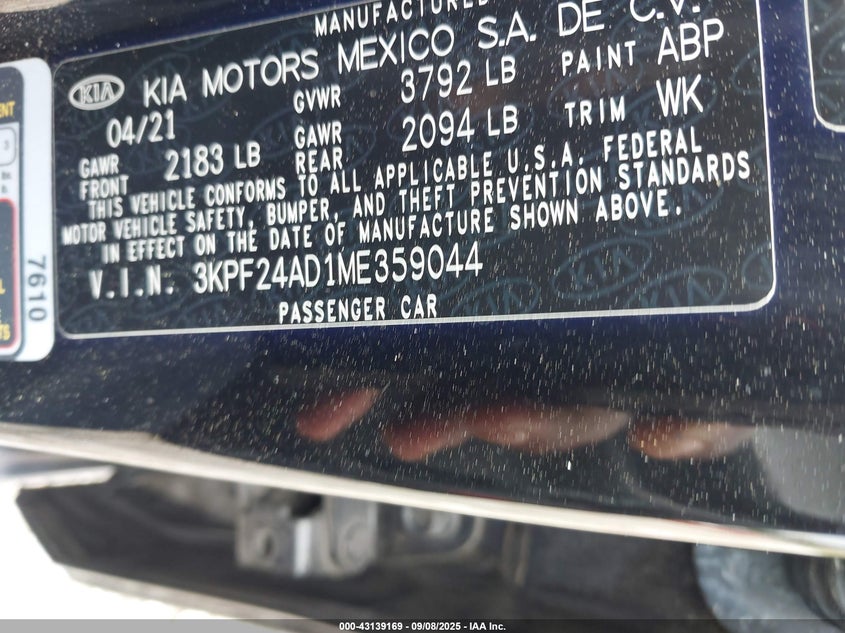 MANUFACTURED
KIA KIA MOTORS MEXICO S.A. DE C.V.
04/21 GVWR 3792 LB PAINT ABP
GAWR FRONT 2183 LB GAWR REAR 2094 LB TRIM WK
THIS VEHICLE CONFORMS TO ALL APPLICABLE U.S.A. FEDERAL
MOTOR VEHICLE SAFETY, BUMPER, AND THEFT PREVENTION STANDARDS
IN EFFECT ON THE DATE OF MANUFACTURE SHOWN ABOVE.
V.I.N. 3KPF24AD1ME359044
PASSENGER CAR
7610
000-43139169 - 09/08/2025 - IAA Inc.